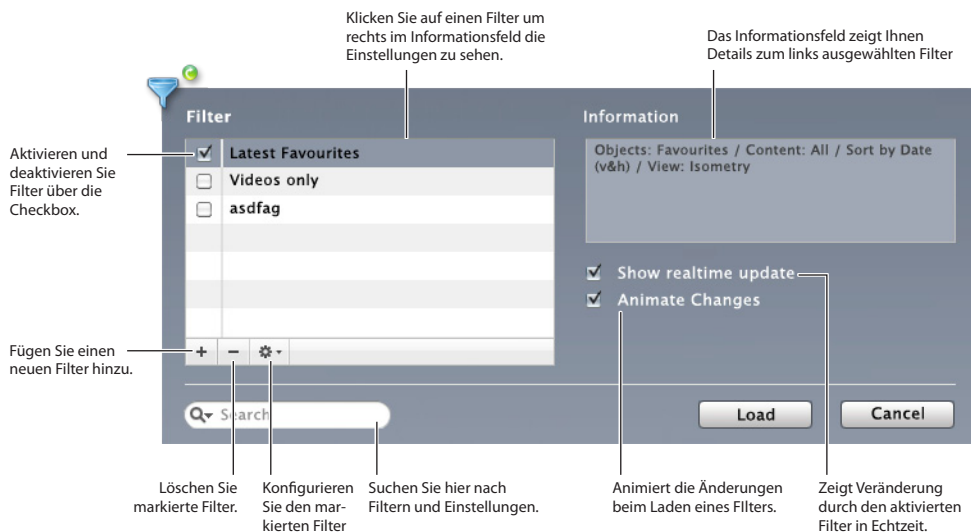 Klicken Sie auf einen Filter um
rechts im Informationsfeld die
Einstellungen zu sehen.
Das Informationsfeld zeigt Ihnen
Details zum links ausgewählten Filter
Filter
Information
Aktivieren und
deaktivieren Sie
Filter über die
Checkbox.
Latest Favourites
Videos only
asdfag
Objects: Favourites / Content: All / Sort by Date
(v&h) / View: Isometry
Show realtime update
Animate Changes
Fügen Sie einen
neuen Filter hinzu.
Search
Load
Cancel
Löschen Sie
markierte Filter.
Konfigurieren
Sie den mar-
kierten Filter
Suchen Sie hier nach
Filtern und Einstellungen.
Animiert die Änderungen
beim Laden eines FIlters.
Zeigt Veränderung
durch den aktivierten
Filter in Echtzeit.